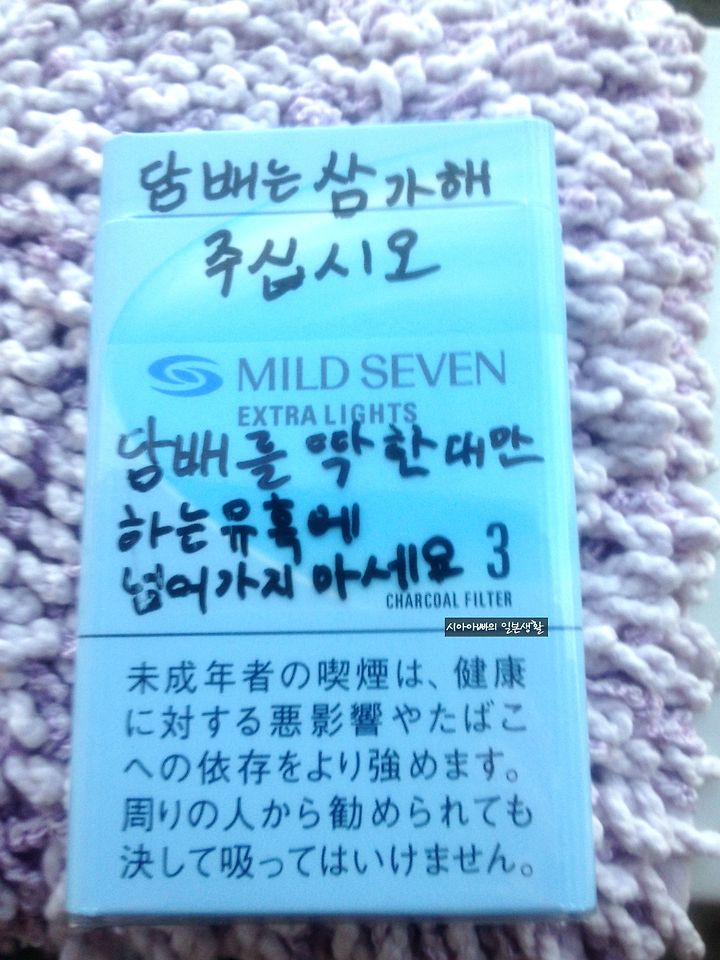 담배는 삼가해
주십시오
MILD SEVEN
EXTRA LIGHTS
담배를 딱 한대만
하는 유혹에
넘어가지 마세요
3
CHARCOAL FILTER
시아아빠의 일본생활
未成年者の喫煙は、健康
に対する悪影響やたばこ
への依存をより強めます。
周りの人から勧められても
決して吸ってはいけません。